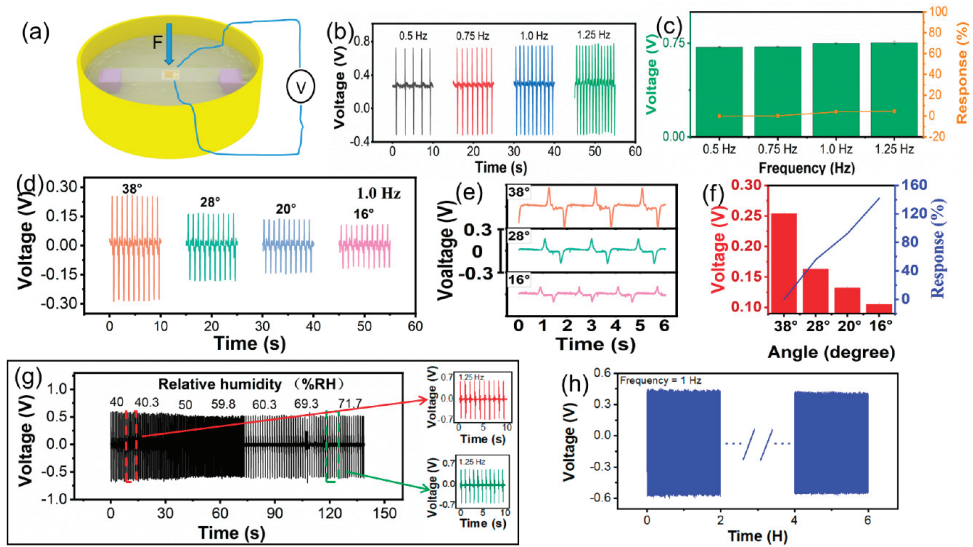 (a)
F
V
(b)
Voltage (V)
0.8
0.4
0.0
-0.4
0.5 Hz
0.75 Hz
1.0 Hz
1.25 Hz
0 10 20 30 40 50 60
Time (s)
(c)
Voltage (V)
0.75
0.00
100
80
60
40
20
0
-20
Response (%)
0.5 Hz
0.75 Hz
1.0 Hz
1.25 Hz
Frequency (Hz)
(d)
Voltage (V)
0.30
0.15
0.00
-0.15
-0.30
38°
28°
20°
16°
1.0 Hz
0 10 20 30 40 50 60
Time (s)
(e)
Voaltage (V)
0.3
0
-0.3
38°
28°
16°
0 1 2 3 4 5 6
Time (s)
(f)
Voltage (V)
0.30
0.25
0.20
0.15
0.10
160
120
80
40
0
Response (%)
38°
28°
20°
16°
Angle (degree)
(g)
Voltage (V)
1.0
0.5
0.0
-0.5
-1.0
Relative humidity （%RH）
40 40.3 50 59.8 60.3 69.3 71.7
0 30 60 90 120 150
Time (s)
Voltage (V)
0.7
0.0
-0.7
1.25 Hz
0 5 10
Time (s)
Voltage (V)
0.7
0.0
-0.7
1.25 Hz
0 5 10
Time (s)
(h)
Voltage (V)
0.6
0.3
0.0
-0.3
-0.6
Frequency = 1 Hz
0 2 4 6
Time (H)